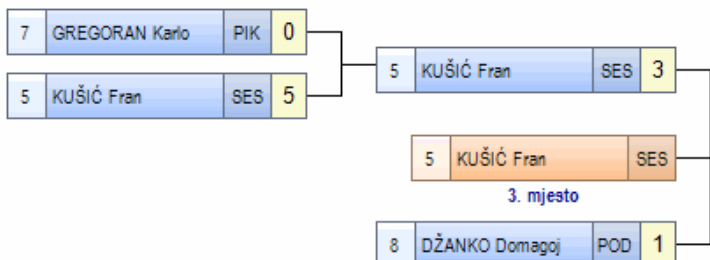 7 GREGORAN Karlo PIK 0
5 KUŠIĆ Fran SES 5
5 KUŠIĆ Fran SES 3
5 KUŠIĆ Fran SES
3. mjesto
8 DŽANKO Domagoj POD 1